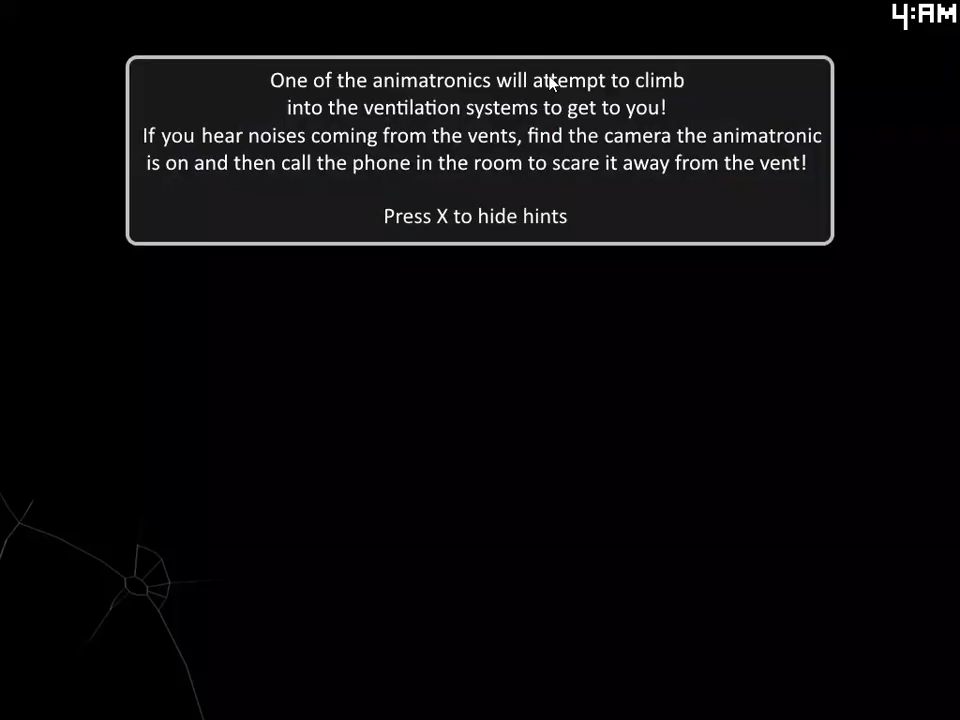 4:AM
One of the animatronics will attempt to climb
into the ventilation systems to get to you!
If you hear noises coming from the vents, find the camera the animatronic
is on and then call the phone in the room to scare it away from the vent!
Press X to hide hints